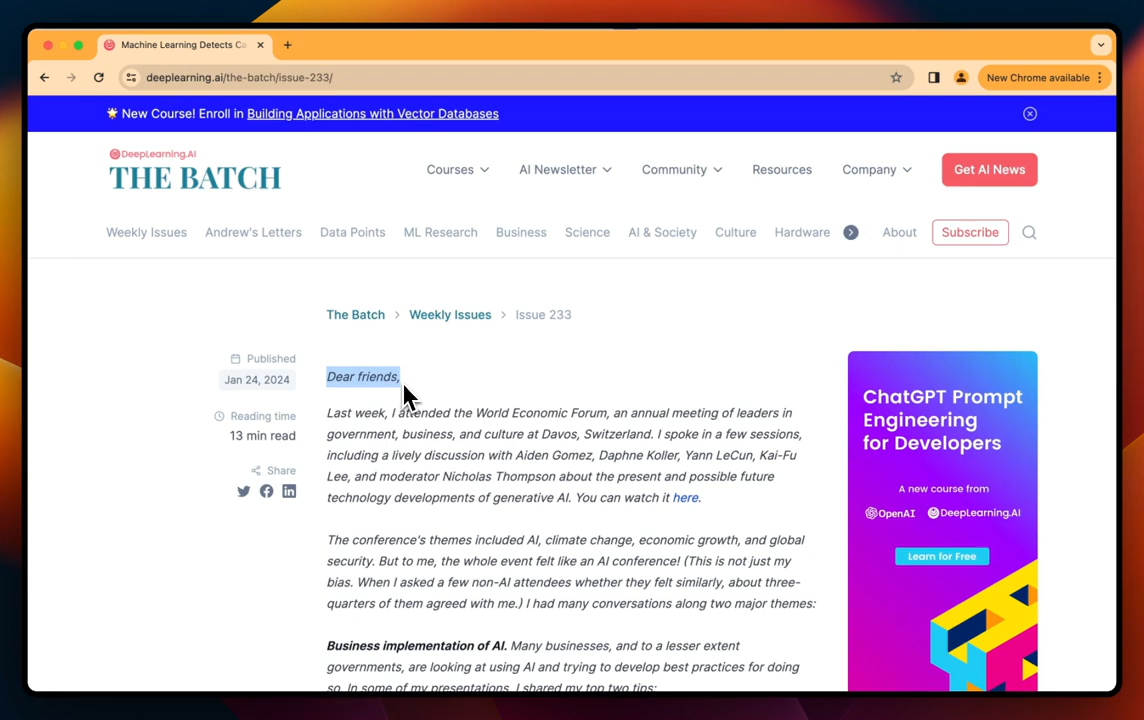 Machine Learning Detects Ca
deeplearning.ai/the-batch/issue-233/
New Chrome available
New Course! Enroll in Building Applications with Vector Databases
DeepLearning.AI
THE BATCH
Courses
AI Newsletter
Community
Resources
Company
Get AI News
Weekly Issues
Andrew's Letters
Data Points
ML Research
Business
Science
AI & Society
Culture
Hardware
About
Subscribe
The Batch > Weekly Issues > Issue 233
Published
Jan 24, 2024
Reading time
13 min read
Share
Dear friends,
Last week, I attended the World Economic Forum, an annual meeting of leaders in
government, business, and culture at Davos, Switzerland. I spoke in a few sessions,
including a lively discussion with Aiden Gomez, Daphne Koller, Yann LeCun, Kai-Fu
Lee, and moderator Nicholas Thompson about the present and possible future
technology developments of generative AI. You can watch it here.
The conference's themes included AI, climate change, economic growth, and global
security. But to me, the whole event felt like an AI conference! (This is not just my
bias. When I asked a few non-AI attendees whether they felt similarly, about three-
quarters of them agreed with me.) I had many conversations along two major themes:
Business implementation of AI. Many businesses, and to a lesser extent
governments, are looking at using AI and trying to develop best practices for doing
so. In some of my presentations, I shared my top two tips:
ChatGPT Prompt
Engineering
for Developers
A new course from
OpenAI DeepLearning.AI
Learn for Free